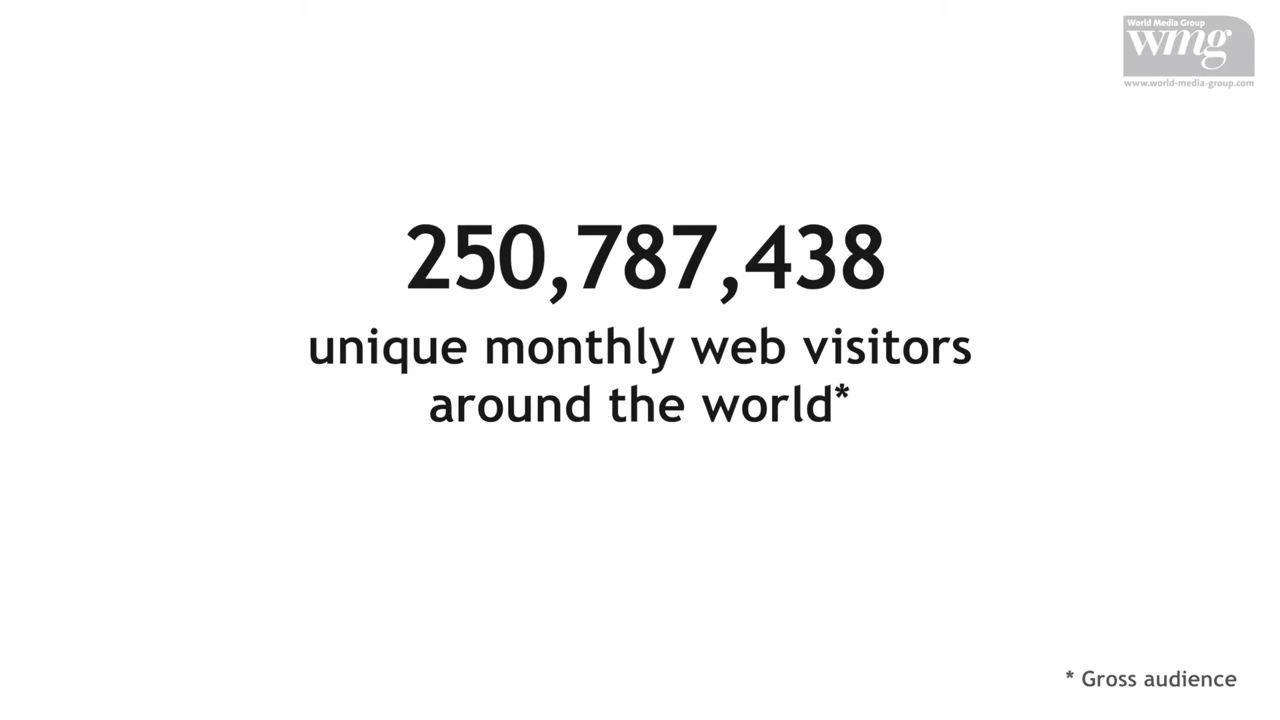 World Media Group
wmg
www.world-media-group.com
250,787,438
unique monthly web visitors
around the world*
* Gross audience